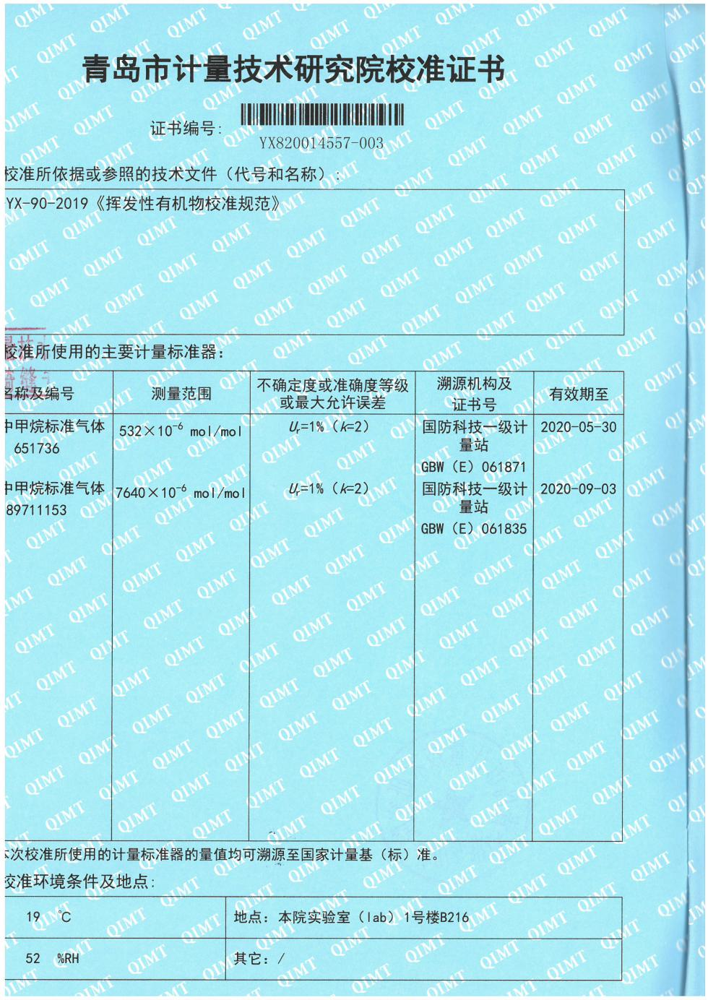 青岛市计量技术研究院校准证书
证书编号:
YX820014557-003
校准所依据或参照的技术文件（代号和名称）:
YX-90-2019《挥发性有机物校准规范》
校准所使用的主要计量标准器:
名称及编号
测量范围
不确定度或准确度等级
或最大允许误差
溯源机构及
证书号
有效期至
中甲烷标准气体
651736
532×10⁻⁶ mol/mol
Uᵣ=1%（k=2）
国防科技一级计
量站
GBW（E）061871
2020-05-30
中甲烷标准气体
89711153
7640×10⁻⁶ mol/mol
Uᵣ=1%（k=2）
国防科技一级计
量站
GBW（E）061835
2020-09-03
本次校准所使用的计量标准器的量值均可溯源至国家计量基（标）准。
校准环境条件及地点:
19 ℃
地点: 本院实验室（lab）1号楼B216
52 %RH
其它: /
QIMT